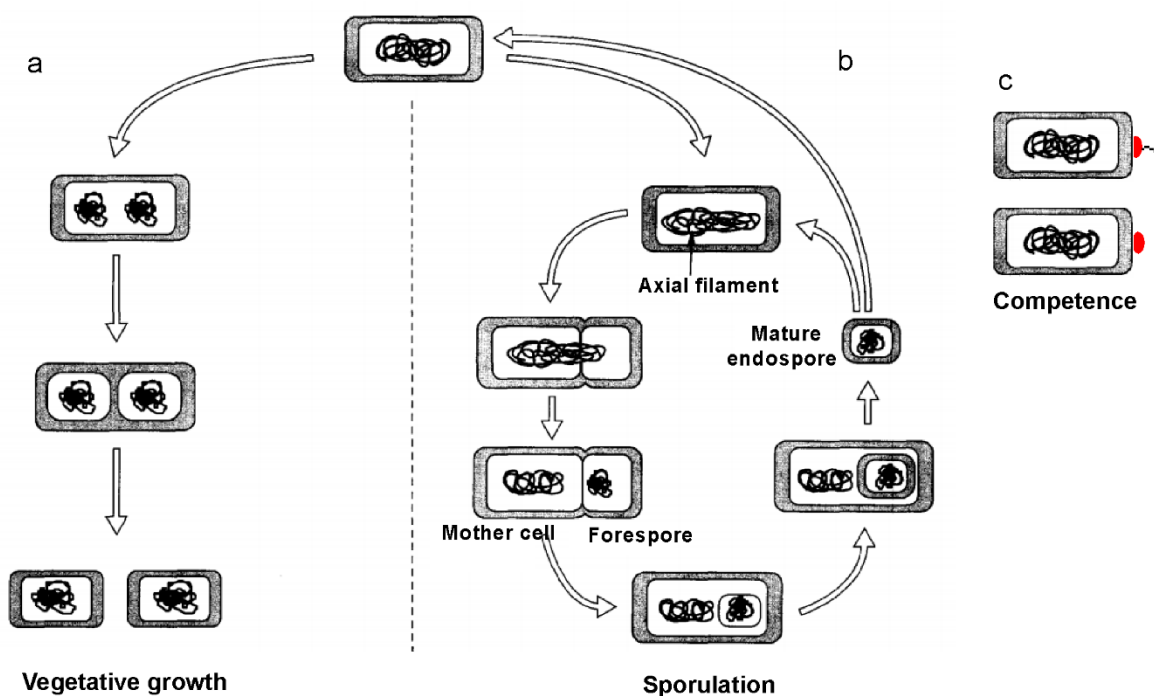 a
b
c
Axial filament
Competence
Mature
endospore
Mother cell
Forespore
Vegetative growth
Sporulation